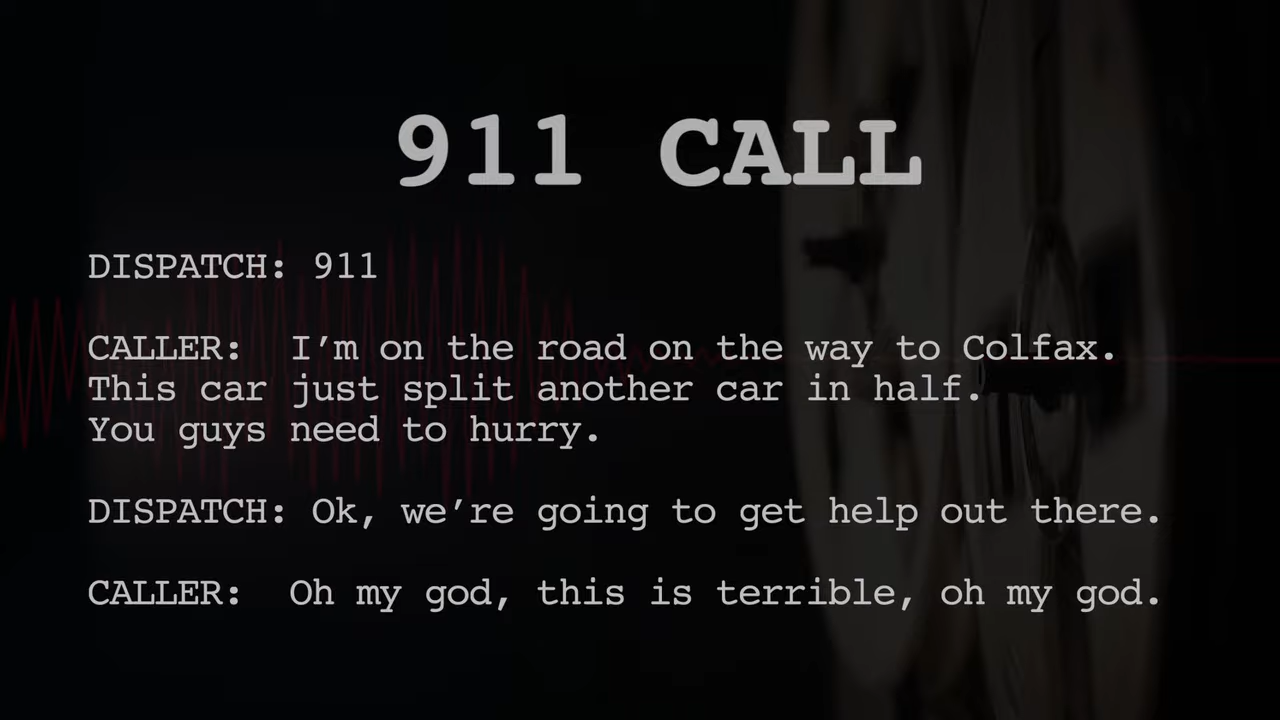 911 CALL
DISPATCH: 911
CALLER:  I’m on the road on the way to Colfax.
This car just split another car in half.
You guys need to hurry.
DISPATCH: Ok, we’re going to get help out there.
CALLER:  Oh my god, this is terrible, oh my god.